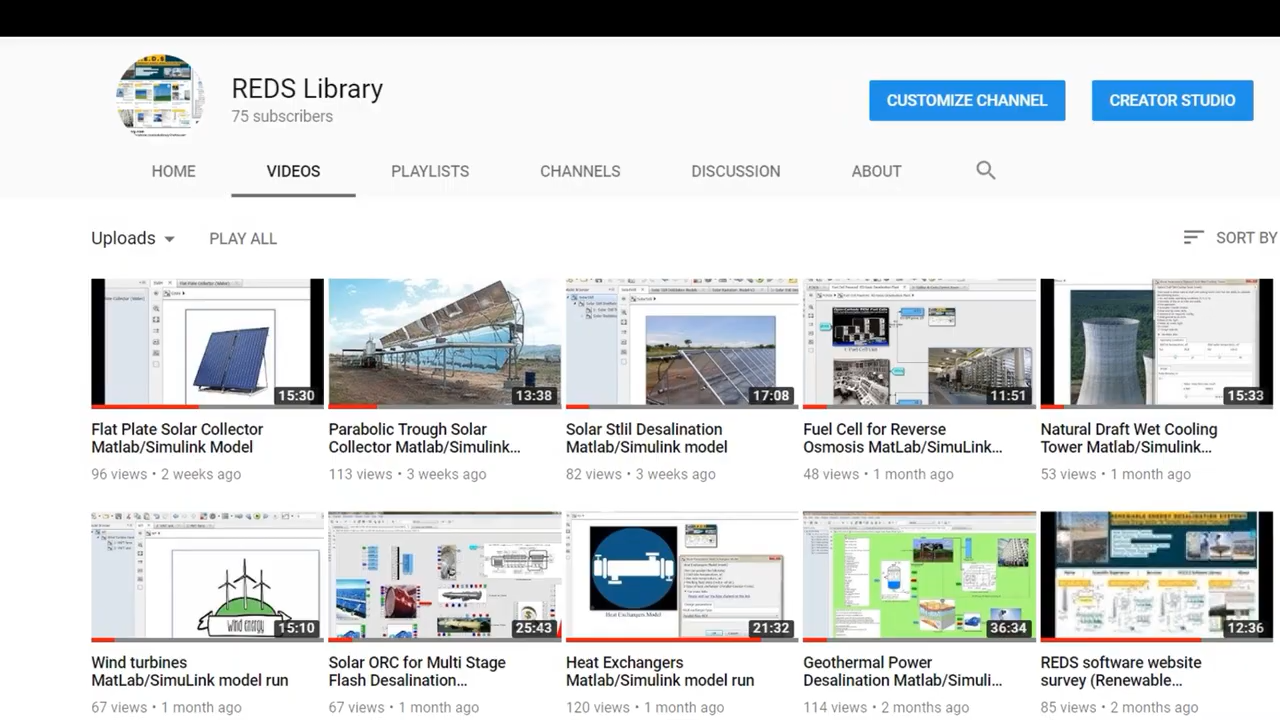 REDS Library
75 subscribers
CUSTOMIZE CHANNEL
CREATOR STUDIO
HOME
VIDEOS
PLAYLISTS
CHANNELS
DISCUSSION
ABOUT
Uploads
PLAY ALL
SORT BY
15:30
13:38
17:08
11:51
15:33
Flat Plate Solar Collector
Matlab/Simulink Model
96 views • 2 weeks ago
Parabolic Trough Solar
Collector Matlab/Simulink...
113 views • 3 weeks ago
Solar Stlil Desalination
Matlab/Simulink model
82 views • 3 weeks ago
Fuel Cell for Reverse
Osmosis MatLab/SimuLink...
48 views • 1 month ago
Natural Draft Wet Cooling
Tower Matlab/Simulink...
53 views • 1 month ago
wind energy
15:10
25:43
Heat Exchangers Model
21:32
36:34
RENEWABLE ENERGY DESALINATION SYSTEMS
12:36
Wind turbines
MatLab/SimuLink model run
67 views • 1 month ago
Solar ORC for Multi Stage
Flash Desalination...
67 views • 1 month ago
Heat Exchangers
Matlab/Simulink model run
120 views • 1 month ago
Geothermal Power
Desalination Matlab/Simuli...
114 views • 2 months ago
REDS software website
survey (Renewable...
85 views • 2 months ago